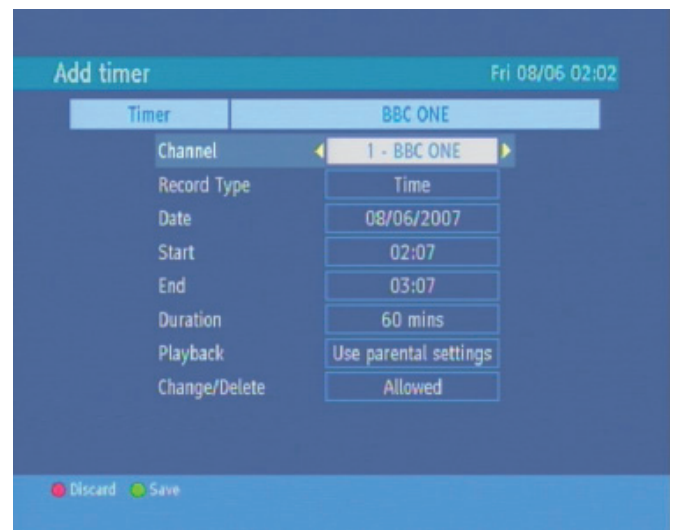 Add timer Fri 08/06 02:02
Timer BBC ONE
Channel 1 - BBC ONE
Record Type Time
Date 08/06/2007
Start 02:07
End 03:07
Duration 60 mins
Playback Use parental settings
Change/Delete Allowed
Discard Save